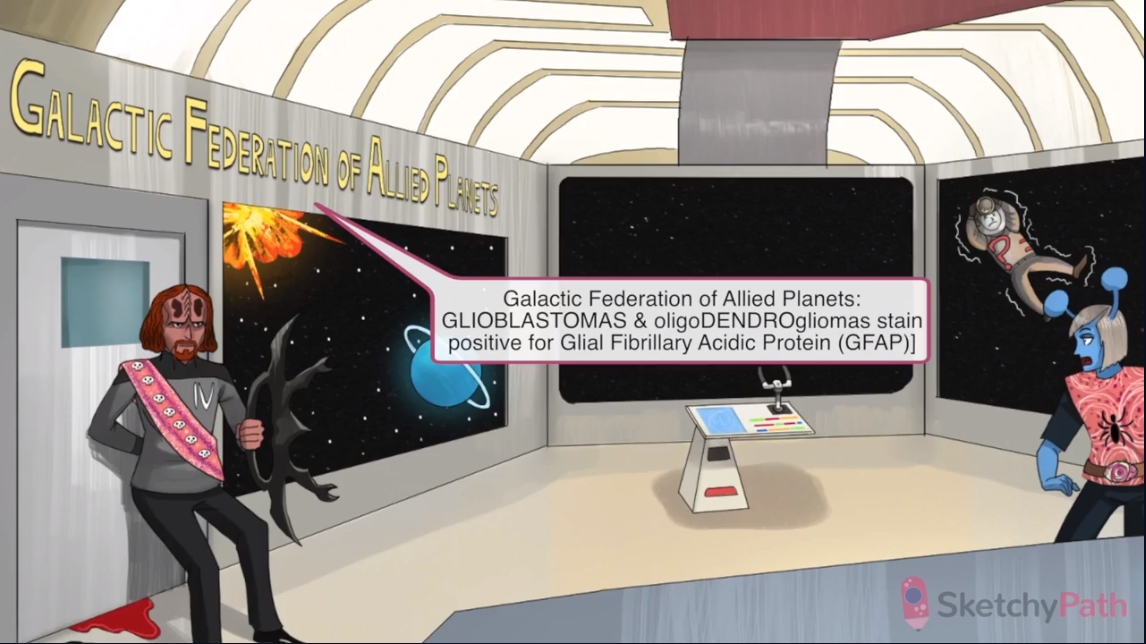 GALACTIC FEDERATION OF ALLIED PLANETS
Galactic Federation of Allied Planets:
GLIOBLASTOMAS & oligoDENDROgliomas stain
positive for Glial Fibrillary Acidic Protein (GFAP)]
IV
SketchyPath